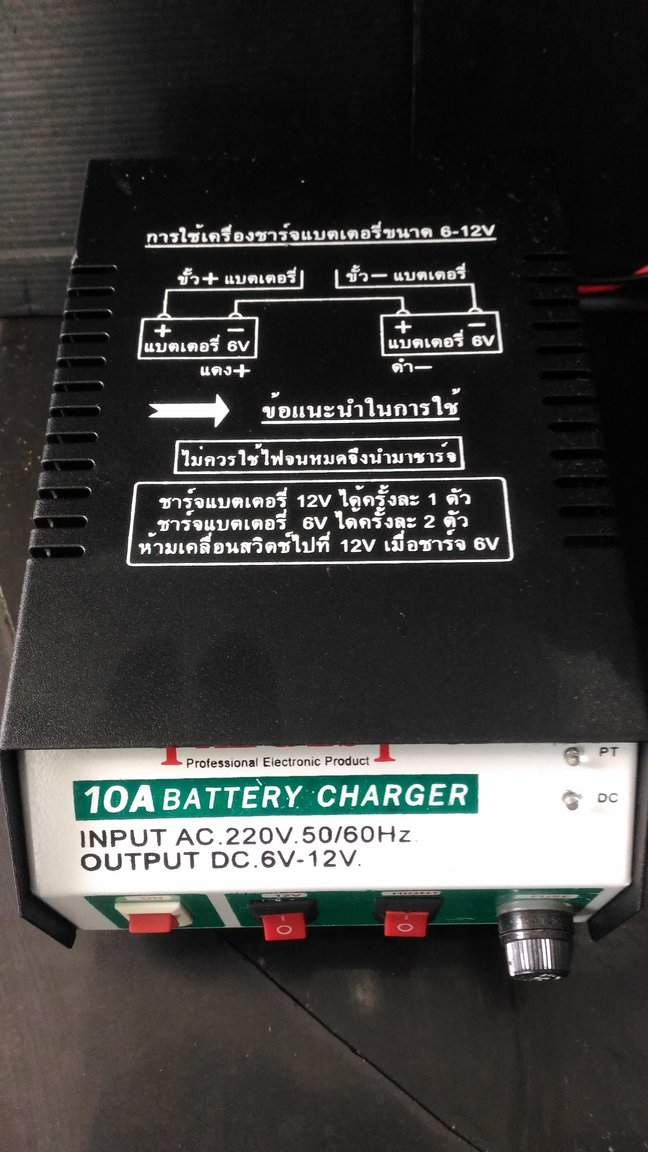 การใช้เครื่องชาร์จแบตเตอรี่ขนาด 6-12V
ขั้ว + แบตเตอรี่ ขั้ว - แบตเตอรี่
+ - + -
แบตเตอรี่ 6V แบตเตอรี่ 6V
แดง+ ดำ-
ข้อแนะนำในการใช้
ไม่ควรใช้ไฟจนหมดจึงนำมาชาร์จ
ชาร์จแบตเตอรี่ 12V ได้ครั้งละ 1 ตัว
ชาร์จแบตเตอรี่ 6V ได้ครั้งละ 2 ตัว
ห้ามเคลื่อนสวิตช์ไปที่ 12V เมื่อชาร์จ 6V
PT
Professional Electronic Product
10A BATTERY CHARGER
DC
INPUT AC.220V.50/60Hz.
OUTPUT DC.6V-12V.